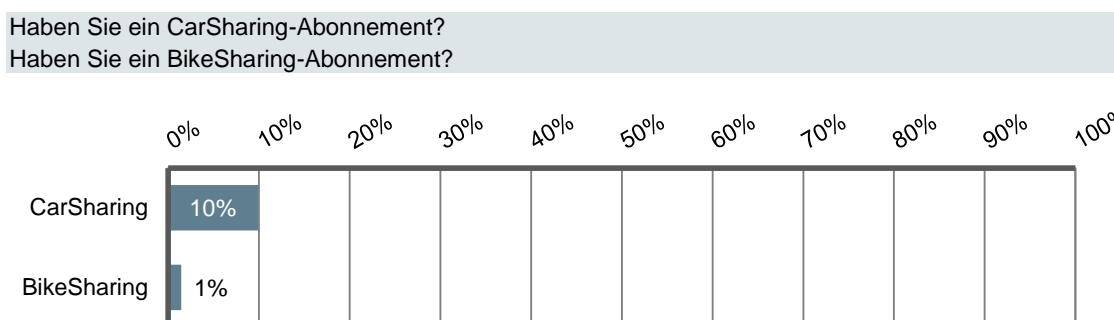 Haben Sie ein CarSharing-Abonnement?
Haben Sie ein BikeSharing-Abonnement?
0% 10% 20% 30% 40% 50% 60% 70% 80% 90% 100%
CarSharing 10%
BikeSharing 1%